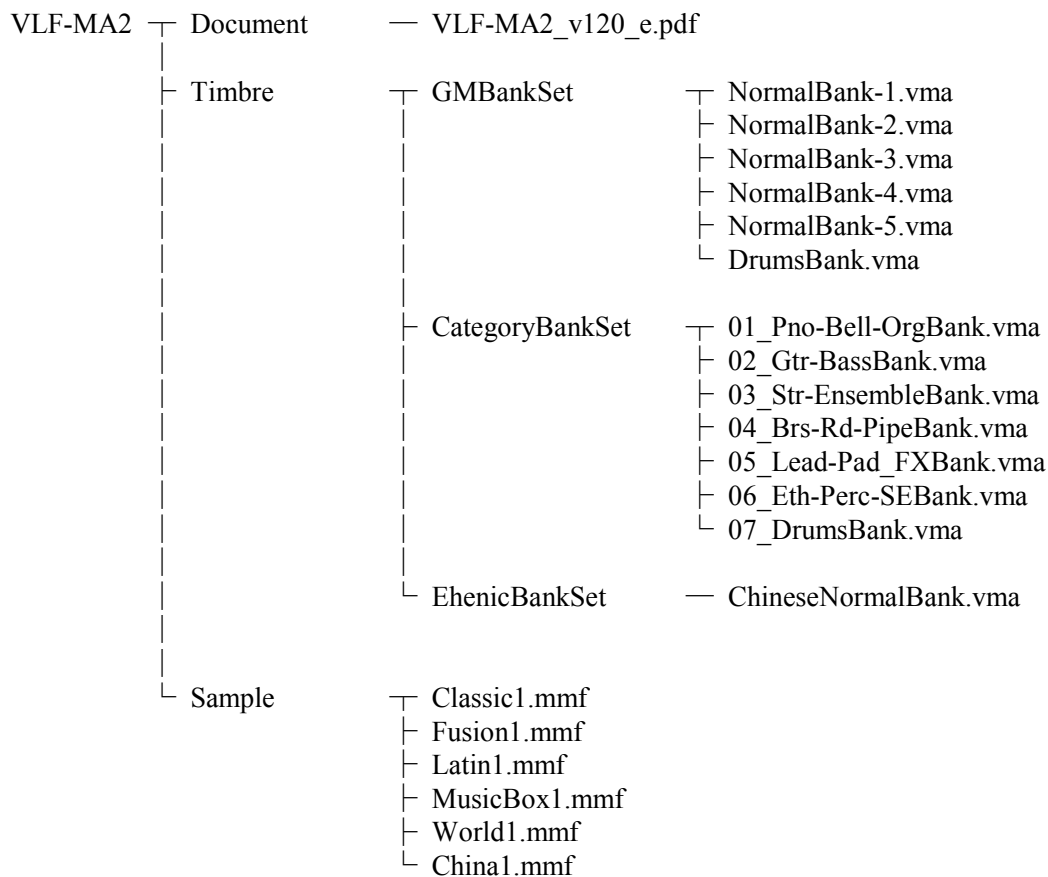 VLF-MA2 Document VLF-MA2_v120_e.pdf
Timbre GMBankSet NormalBank-1.vma
NormalBank-2.vma
NormalBank-3.vma
NormalBank-4.vma
NormalBank-5.vma
DrumsBank.vma
CategoryBankSet 01_Pno-Bell-OrgBank.vma
02_Gtr-BassBank.vma
03_Str-EnsembleBank.vma
04_Brs-Rd-PipeBank.vma
05_Lead-Pad_FXBank.vma
06_Eth-Perc-SEBank.vma
07_DrumsBank.vma
EhenicBankSet ChineseNormalBank.vma
Sample Classic1.mmf
Fusion1.mmf
Latin1.mmf
MusicBox1.mmf
World1.mmf
China1.mmf